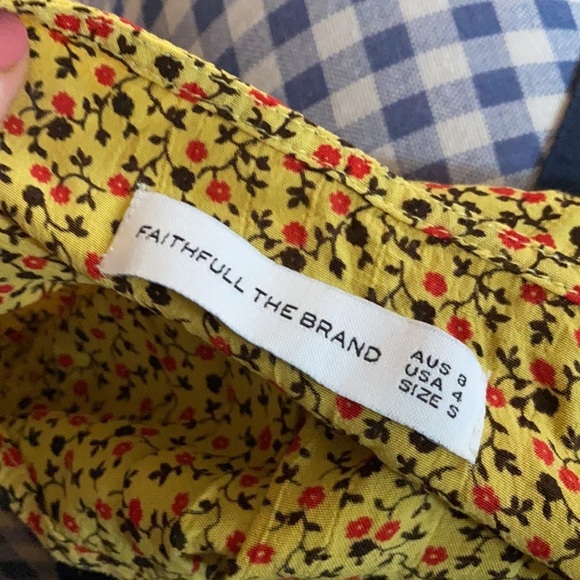 FAITHFULL THE BRAND
AUS 8
USA 4
SIZE S